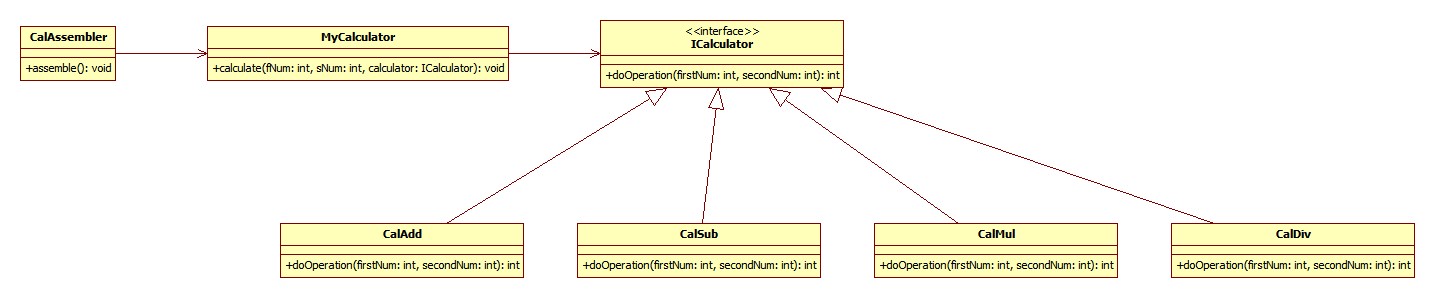 CalAssembler
+assemble(): void
MyCalculator
+calculate(fNum: int, sNum: int, calculator: ICalculator): void
<<interface>>
ICalculator
+doOperation(firstNum: int, secondNum: int): int
CalAdd
+doOperation(firstNum: int, secondNum: int): int
CalSub
+doOperation(firstNum: int, secondNum: int): int
CalMul
+doOperation(firstNum: int, secondNum: int): int
CalDiv
+doOperation(firstNum: int, secondNum: int): int